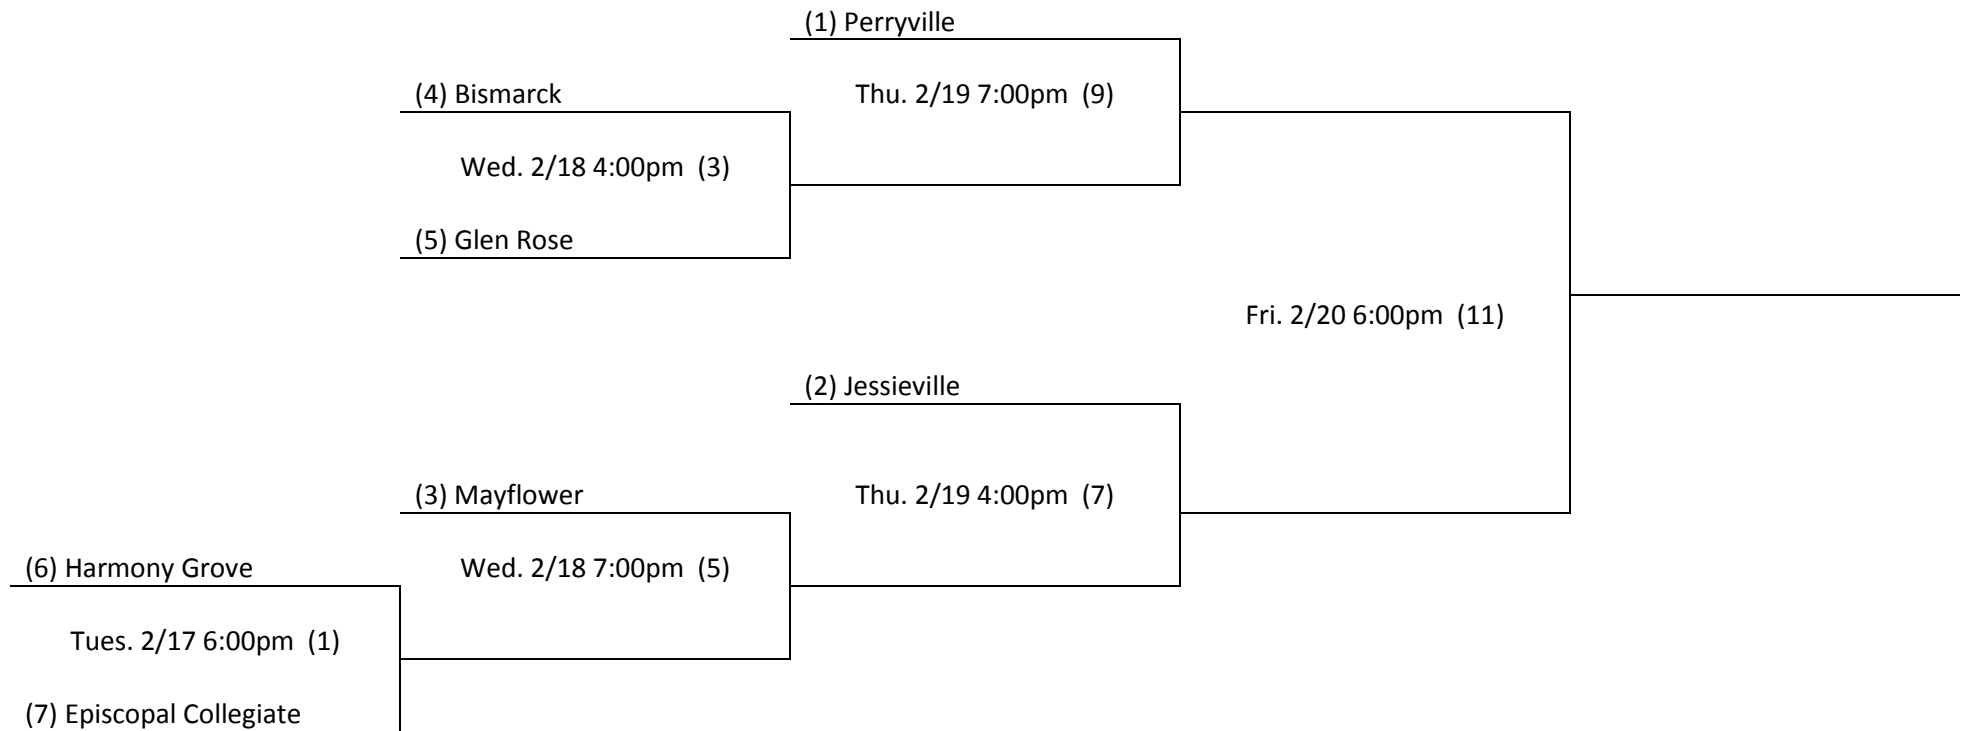 (1) Perryville
(4) Bismarck
Thu. 2/19 7:00pm (9)
Wed. 2/18 4:00pm (3)
(5) Glen Rose
Fri. 2/20 6:00pm (11)
(2) Jessieville
(3) Mayflower
Thu. 2/19 4:00pm (7)
(6) Harmony Grove
Wed. 2/18 7:00pm (5)
Tues. 2/17 6:00pm (1)
(7) Episcopal Collegiate